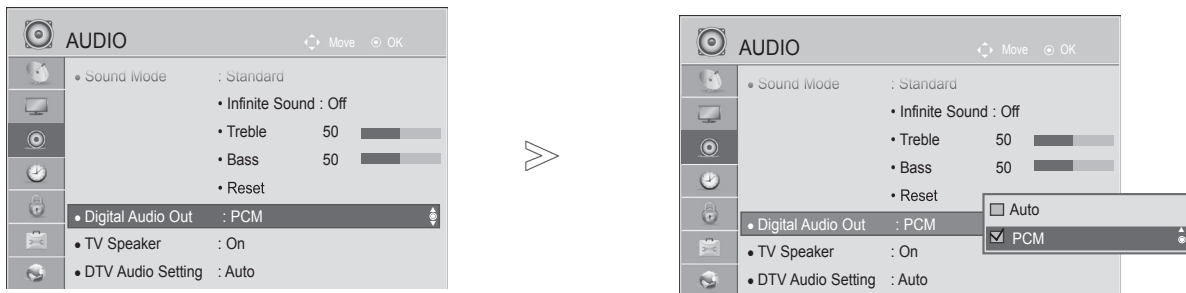 AUDIO Move OK
• Sound Mode : Standard
• Infinite Sound : Off
• Treble 50
• Bass 50
• Reset
• Digital Audio Out : PCM
• TV Speaker : On
• DTV Audio Setting : Auto
AUDIO Move OK
• Sound Mode : Standard
• Infinite Sound : Off
• Treble 50
• Bass 50
• Reset
• Digital Audio Out : PCM
• TV Speaker : On
• DTV Audio Setting : Auto
Auto
PCM